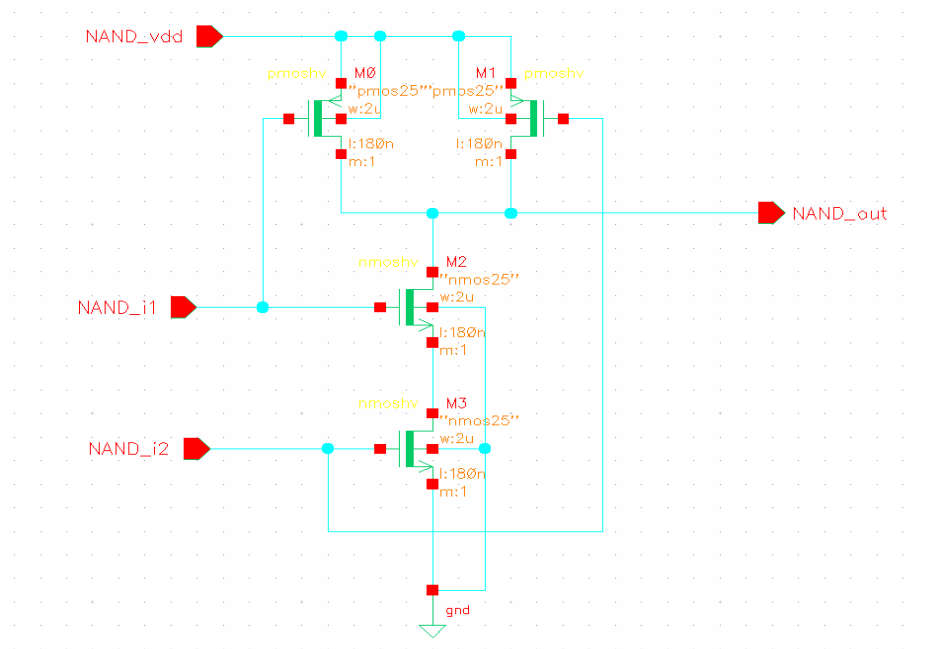 NAND_vdd
pmoshv M0 M1 pmoshv
"pmos25" "pmos25"
w:2u w:2u
l:180n l:180n
m:1 m:1
NAND_out
nmoshv M2
"nmos25"
w:2u
NAND_i1
l:180n
m:1
nmoshv M3
"nmos25"
w:2u
NAND_i2
l:180n
m:1
gnd